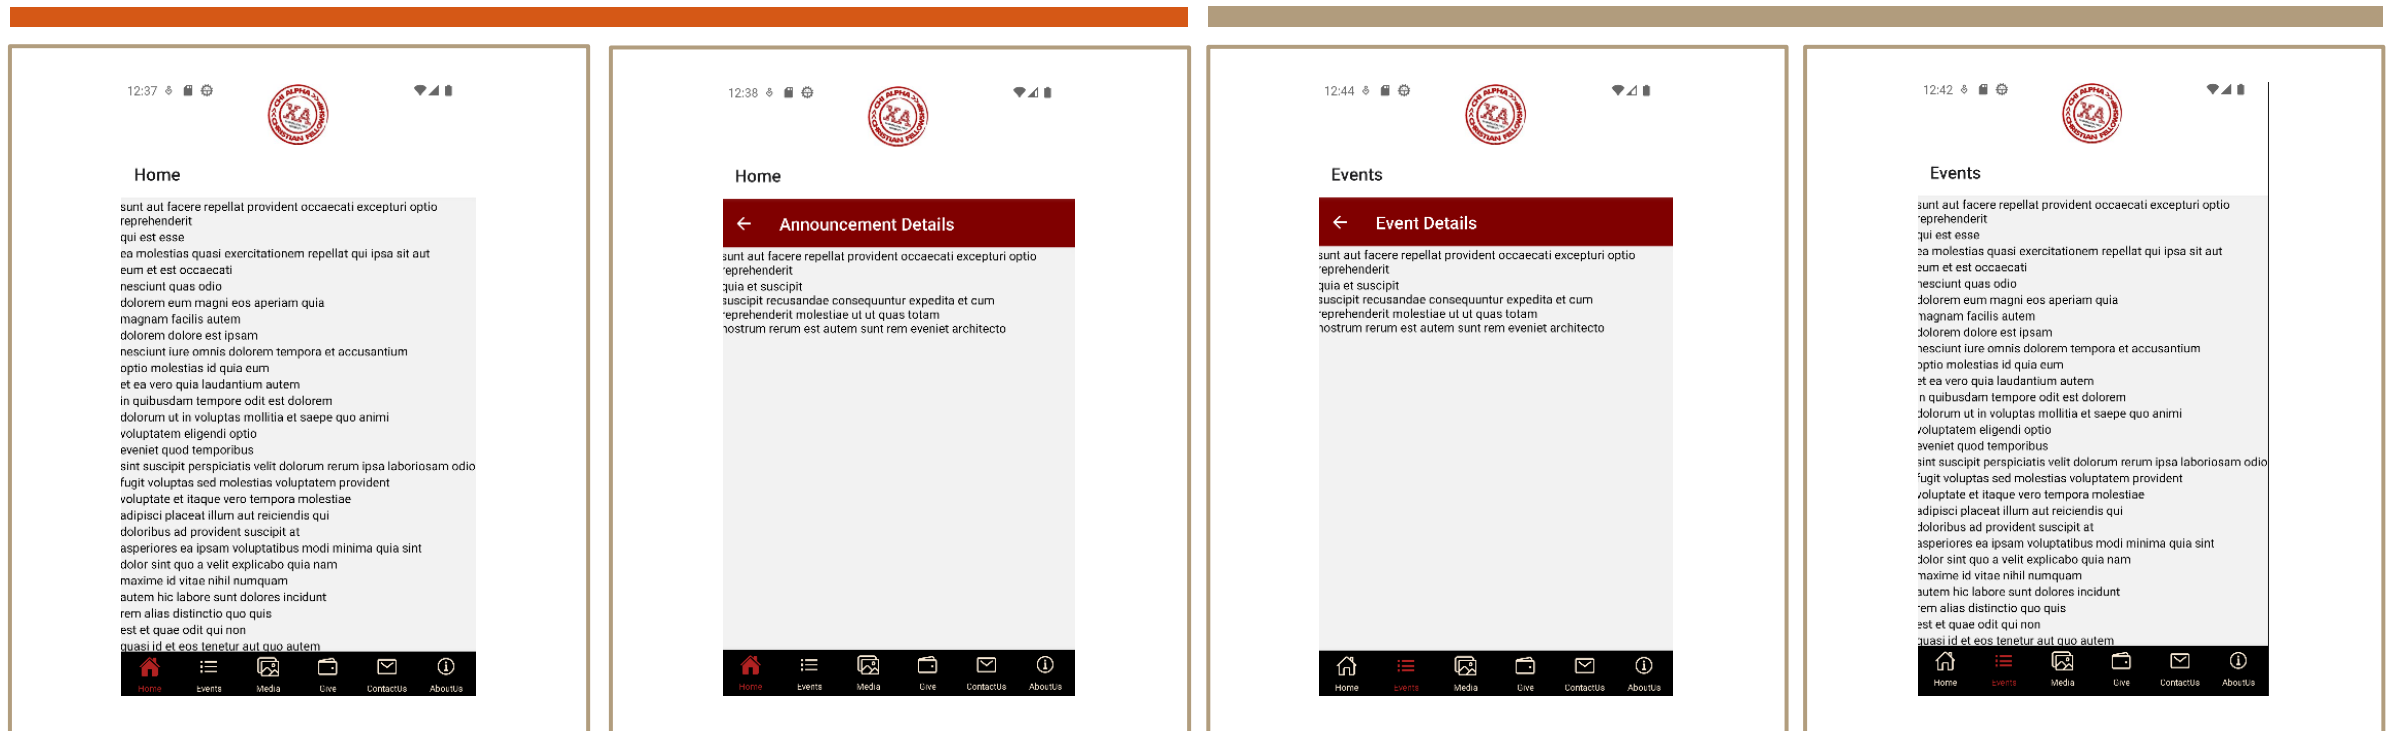 12:37
CHI ALPHA
XA
CHRISTIAN FELLOWSHIP
Home
sunt aut facere repellat provident occaecati excepturi optio
reprehenderit
qui est esse
ea molestias quasi exercitationem repellat qui ipsa sit aut
eum et est occaecati
nesciunt quas odio
dolorem eum magni eos aperiam quia
magnam facilis autem
dolorem dolore est ipsam
nesciunt iure omnis dolorem tempora et accusantium
optio molestias id quia eum
et ea vero quia laudantium autem
in quibusdam tempore odit est dolorem
dolorum ut in voluptas mollitia et saepe quo animi
voluptatem eligendi optio
eveniet quod temporibus
sint suscipit perspiciatis velit dolorum rerum ipsa laboriosam odio
fugit voluptas sed molestias voluptatem provident
voluptate et itaque vero tempora molestiae
adipisci placeat illum aut reiciendis qui
doloribus ad provident suscipit at
asperiores ea ipsam voluptatibus modi minima quia sint
dolor sint quo a velit explicabo quia nam
maxime id vitae nihil numquam
autem hic labore sunt dolores incidunt
rem alias distinctio quo quis
est et quae odit qui non
quasi id et eos tenetur aut quo autem
Home Events Media Give ContactUs AboutUs
12:38
CHI ALPHA
XA
CHRISTIAN FELLOWSHIP
Home
Announcement Details
sunt aut facere repellat provident occaecati excepturi optio
reprehenderit
quia et suscipit
suscipit recusandae consequuntur expedita et cum
reprehenderit molestiae ut ut quas totam
nostrum rerum est autem sunt rem eveniet architecto
Home Events Media Give ContactUs AboutUs
12:44
CHI ALPHA
XA
CHRISTIAN FELLOWSHIP
Events
Event Details
sunt aut facere repellat provident occaecati excepturi optio
reprehenderit
quia et suscipit
suscipit recusandae consequuntur expedita et cum
reprehenderit molestiae ut ut quas totam
nostrum rerum est autem sunt rem eveniet architecto
Home Events Media Give ContactUs AboutUs
12:42
CHI ALPHA
XA
CHRISTIAN FELLOWSHIP
Events
sunt aut facere repellat provident occaecati excepturi optio
reprehenderit
qui est esse
ea molestias quasi exercitationem repellat qui ipsa sit aut
eum et est occaecati
nesciunt quas odio
dolorem eum magni eos aperiam quia
magnam facilis autem
dolorem dolore est ipsam
nesciunt iure omnis dolorem tempora et accusantium
optio molestias id quia eum
et ea vero quia laudantium autem
in quibusdam tempore odit est dolorem
dolorum ut in voluptas mollitia et saepe quo animi
voluptatem eligendi optio
eveniet quod temporibus
sint suscipit perspiciatis velit dolorum rerum ipsa laboriosam odio
fugit voluptas sed molestias voluptatem provident
voluptate et itaque vero tempora molestiae
adipisci placeat illum aut reiciendis qui
doloribus ad provident suscipit at
asperiores ea ipsam voluptatibus modi minima quia sint
dolor sint quo a velit explicabo quia nam
maxime id vitae nihil numquam
autem hic labore sunt dolores incidunt
rem alias distinctio quo quis
est et quae odit qui non
quasi id et eos tenetur aut quo autem
Home Events Media Give ContactUs AboutUs